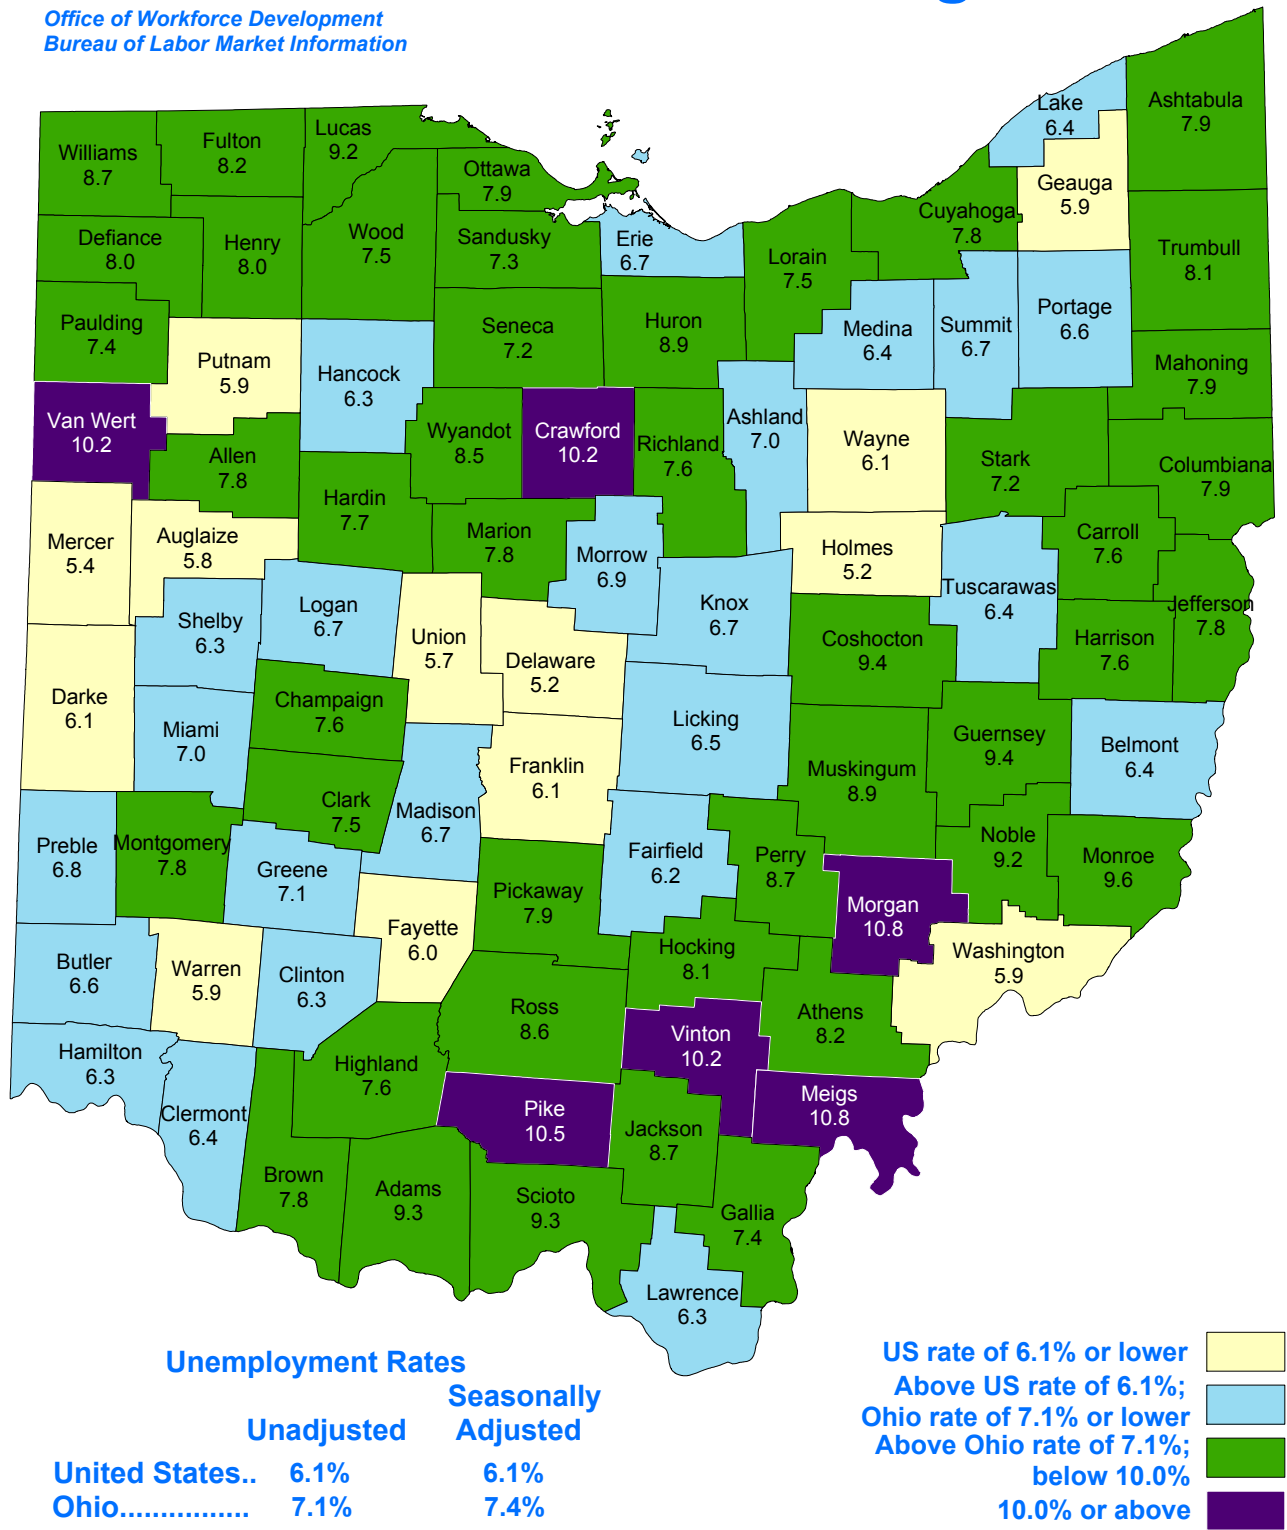 Office of Workforce Development
Bureau of Labor Market Information
Lake
6.4
Ashtabula
7.9
Williams
8.7
Fulton
8.2
Lucas
9.2
Ottawa
7.9
Geauga
5.9
Cuyahoga
7.8
Defiance
8.0
Henry
8.0
Wood
7.5
Sandusky
7.3
Erie
6.7
Lorain
7.5
Trumbull
8.1
Paulding
7.4
Putnam
5.9
Hancock
6.3
Seneca
7.2
Huron
8.9
Medina
6.4
Summit
6.7
Portage
6.6
Mahoning
7.9
Van Wert
10.2
Allen
7.8
Wyandot
8.5
Crawford
10.2
Richland
7.6
Ashland
7.0
Wayne
6.1
Stark
7.2
Columbiana
7.9
Mercer
5.4
Auglaize
5.8
Hardin
7.7
Marion
7.8
Morrow
6.9
Holmes
5.2
Carroll
7.6
Tuscarawas
6.4
Jefferson
7.8
Shelby
6.3
Logan
6.7
Union
5.7
Delaware
5.2
Knox
6.7
Coshocton
9.4
Harrison
7.6
Darke
6.1
Miami
7.0
Champaign
7.6
Licking
6.5
Muskingum
8.9
Guernsey
9.4
Belmont
6.4
Franklin
6.1
Clark
7.5
Madison
6.7
Preble
6.8
Montgomery
7.8
Greene
7.1
Fairfield
6.2
Perry
8.7
Noble
9.2
Monroe
9.6
Pickaway
7.9
Morgan
10.8
Fayette
6.0
Hocking
8.1
Washington
5.9
Butler
6.6
Warren
5.9
Clinton
6.3
Ross
8.6
Athens
8.2
Vinton
10.2
Hamilton
6.3
Highland
7.6
Clermont
6.4
Pike
10.5
Meigs
10.8
Jackson
8.7
Brown
7.8
Adams
9.3
Scioto
9.3
Gallia
7.4
Lawrence
6.3
Unemployment Rates
Seasonally
Unadjusted Adjusted
United States.. 6.1% 6.1%
Ohio................ 7.1% 7.4%
US rate of 6.1% or lower
Above US rate of 6.1%;
Ohio rate of 7.1% or lower
Above Ohio rate of 7.1%;
below 10.0%
10.0% or above